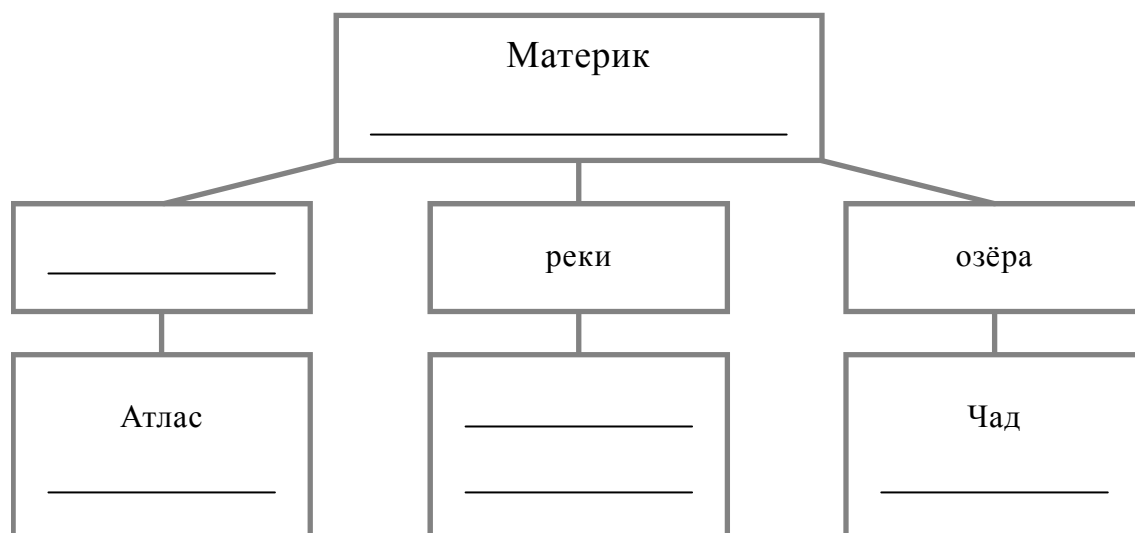 Материк
реки
озёра
Атлас
Чад